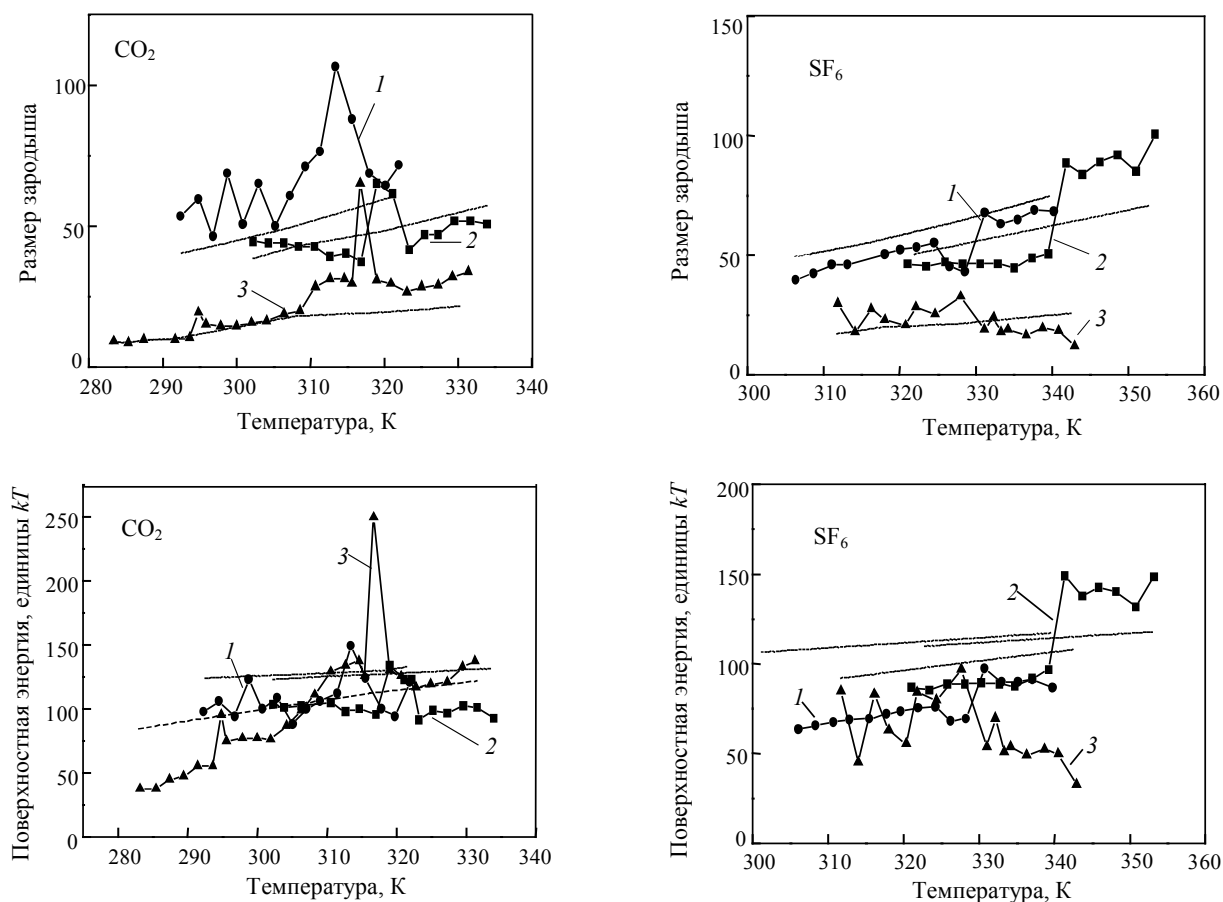 CO2
1
2
3
100
50
0
280 290 300 310 320 330 340
Размер зародыша
Температура, К
SF6
1
2
3
150
100
50
0
300 310 320 330 340 350 360
Размер зародыша
Температура, К
CO2
3
1
2
250
200
150
100
50
0
280 290 300 310 320 330 340
Поверхностная энергия, единицы kT
Температура, К
SF6
2
1
3
200
150
100
50
0
300 310 320 330 340 350 360
Поверхностная энергия, единицы kT
Температура, К